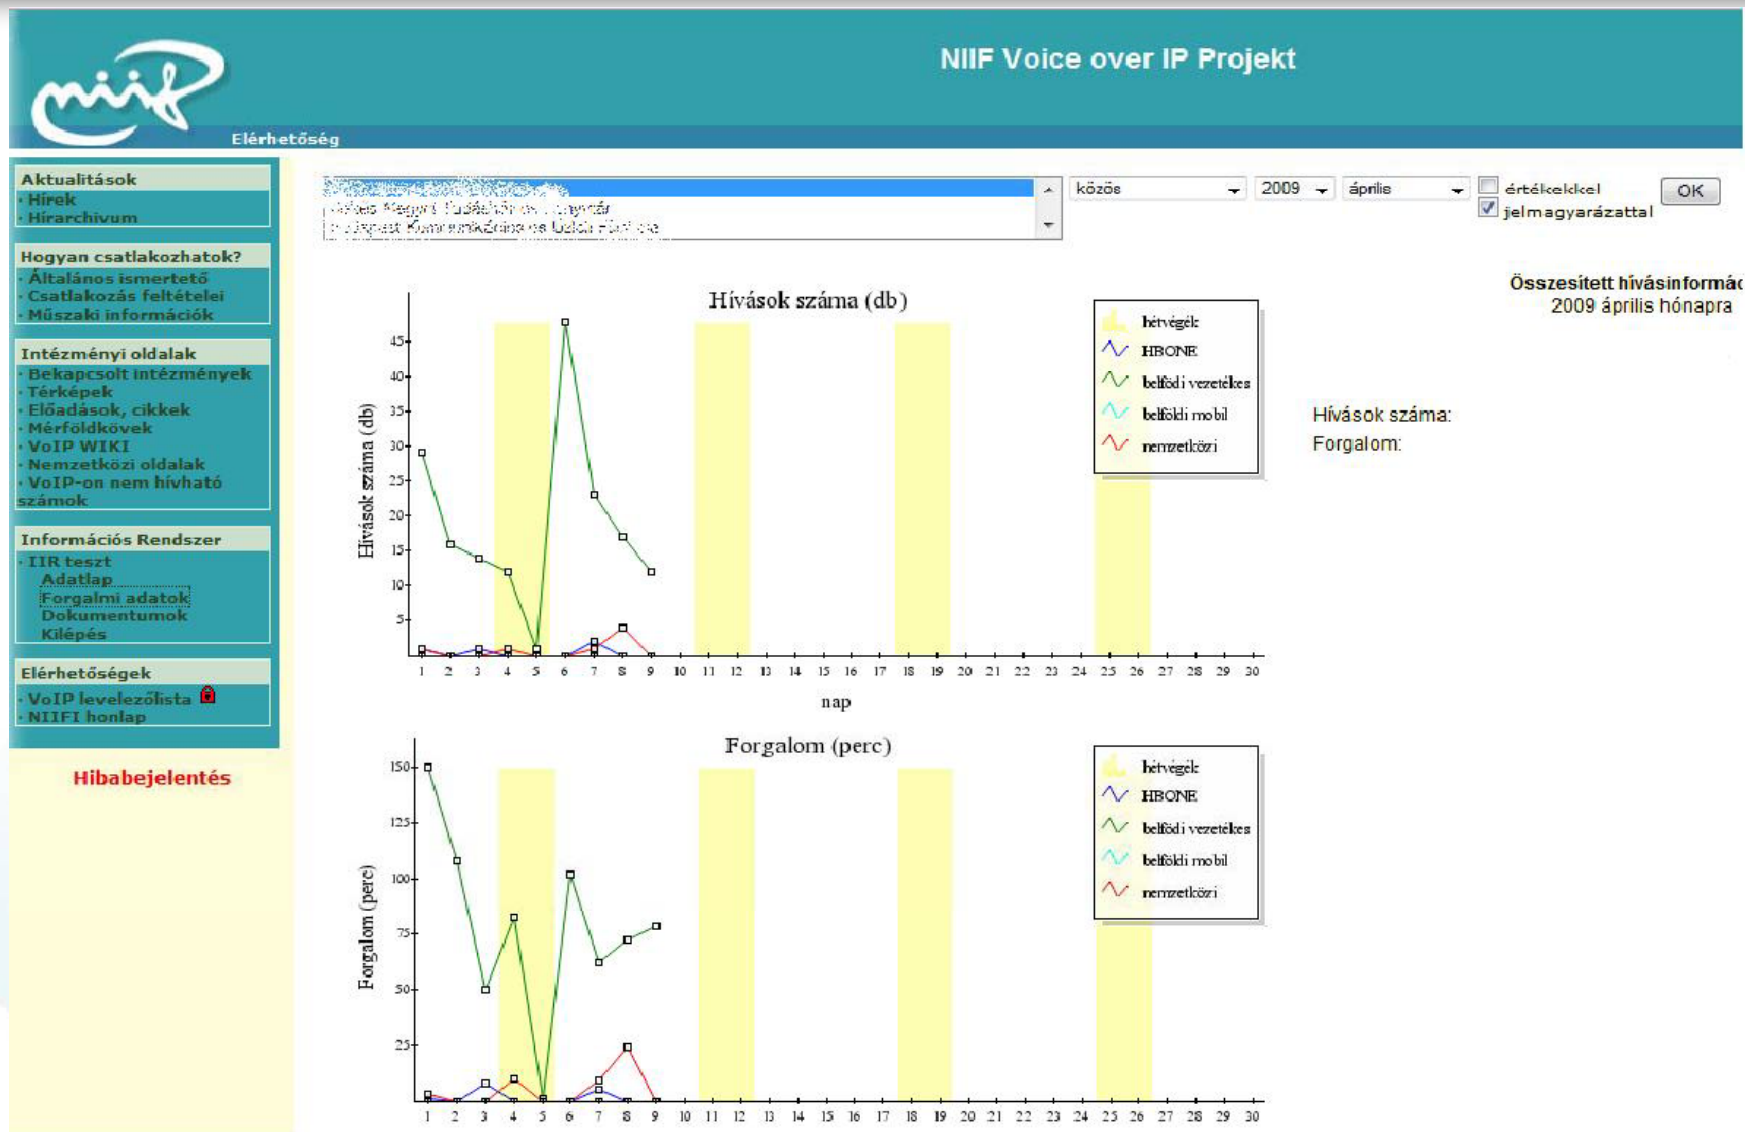 niif
NIIF Voice over IP Projekt
Elérhetőség
Aktualitások
· Hírek
· Hírarchivum
Hogyan csatlakozhatok?
· Általános ismertető
· Csatlakozás feltételei
· Műszaki információk
Intézményi oldalak
· Bekapcsolt intézmények
· Térképek
· Előadások, cikkek
· Mérföldkövek
· VoIP WIKI
· Nemzetközi oldalak
· VoIP-on nem hívható
számok
Információs Rendszer
· IIR teszt
Adatlap
Forgalmi adatok
Dokumentumok
Kilépés
Elérhetőségek
· VoIP levelezőlista
· NIIFI honlap
Hibabejelentés
közös 2009 április értékekkel OK
jelmagyarázattal
Összesített hívásinformác
2009 április hónapra
Hívások száma:
Forgalom:
Hívások száma (db)
Hívások száma (db)
45
40
35
30
25
20
15
10
5
1 2 3 4 5 6 7 8 9 10 11 12 13 14 15 16 17 18 19 20 21 22 23 24 25 26 27 28 29 30
nap
hétvégék
HBONE
belfödi vezetékes
belföldi mobil
nemzetközi
Forgalom (perc)
Forgalom (perc)
150
125
100
75
50
25
1 2 3 4 5 6 7 8 9 10 11 12 13 14 15 16 17 18 19 20 21 22 23 24 25 26 27 28 29 30
hétvégék
HBONE
belfödi vezetékes
belföldi mobil
nemzetközi